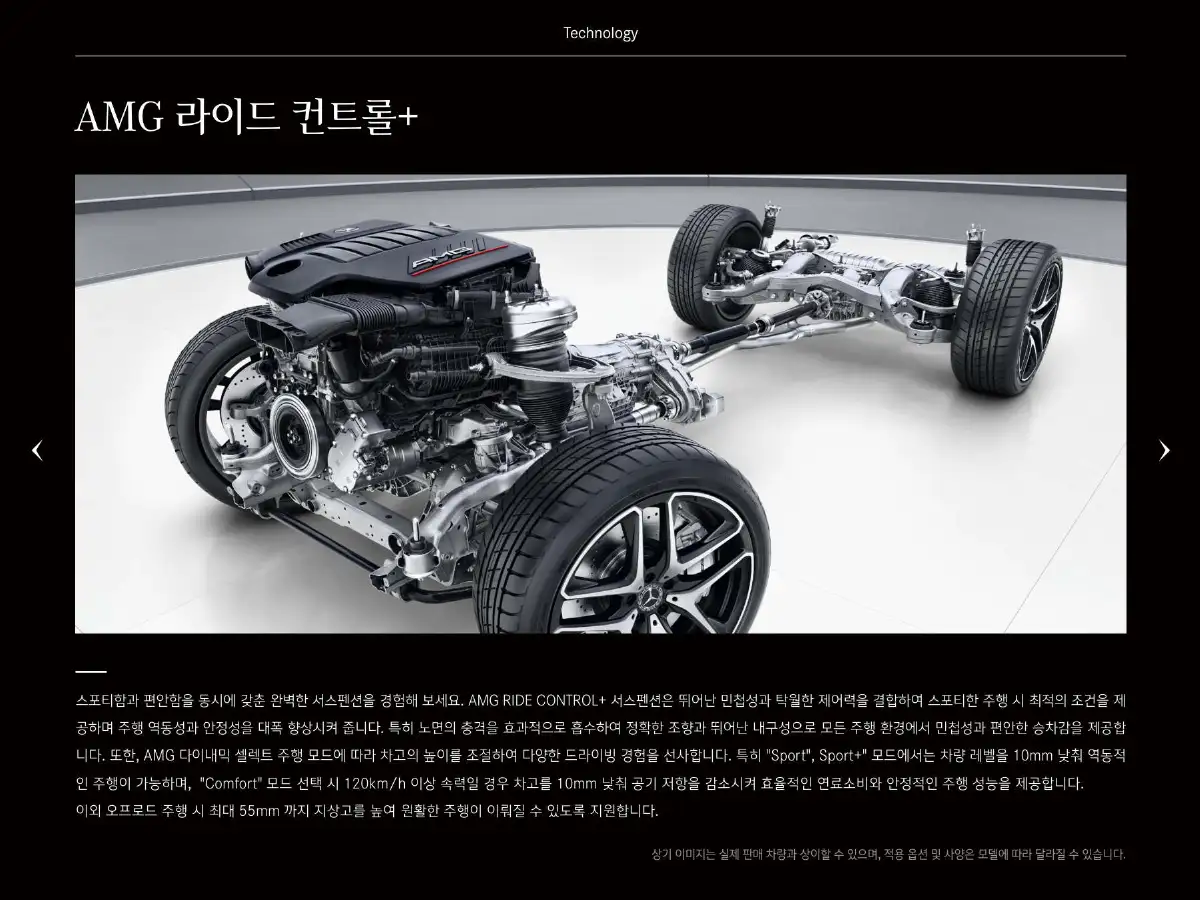 Technology
AMG 라이드 컨트롤+
AMG
스포티함과 편안함을 동시에 갖춘 완벽한 서스펜션을 경험해 보세요. AMG RIDE CONTROL+ 서스펜션은 뛰어난 민첩성과 탁월한 제어력을 결합하여 스포티한 주행 시 최적의 조건을 제
공하며 주행 역동성과 안정성을 대폭 향상시켜 줍니다. 특히 노면의 충격을 효과적으로 흡수하여 정확한 조향과 뛰어난 내구성으로 모든 주행 환경에서 민첩성과 편안한 승차감을 제공합
니다. 또한, AMG 다이내믹 셀렉트 주행 모드에 따라 차고의 높이를 조절하여 다양한 드라이빙 경험을 선사합니다. 특히 "Sport", Sport+" 모드에서는 차량 레벨을 10mm 낮춰 역동적
인 주행이 가능하며, "Comfort" 모드 선택 시 120km/h 이상 속력일 경우 차고를 10mm 낮춰 공기 저항을 감소시켜 효율적인 연료소비와 안정적인 주행 성능을 제공합니다.
이외 오프로드 주행 시 최대 55mm 까지 지상고를 높여 원활한 주행이 이뤄질 수 있도록 지원합니다.
상기 이미지는 실제 판매 차량과 상이할 수 있으며, 적용 옵션 및 사양은 모델에 따라 달라질 수 있습니다.